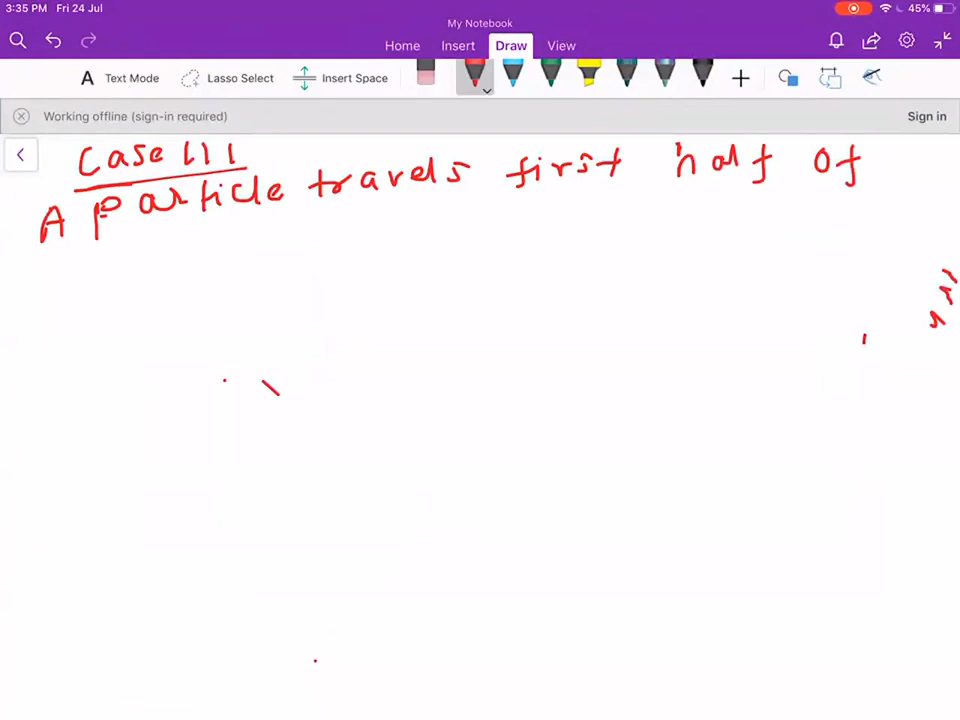 3:35 PM Fri 24 Jul
45%
My Notebook
Home Insert Draw View
Text Mode Lasso Select Insert Space
Working offline (sign-in required) Sign in
Case III
A Particle travels first half of